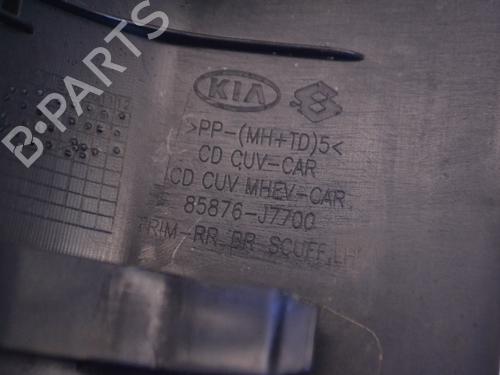 B-PARTS
KIA
>PP-(MH+TD)5<
CD CUV-CAR
CD CUV MHEV-CAR
85876-J7700
TRIM-RR DR SCUFF,LH